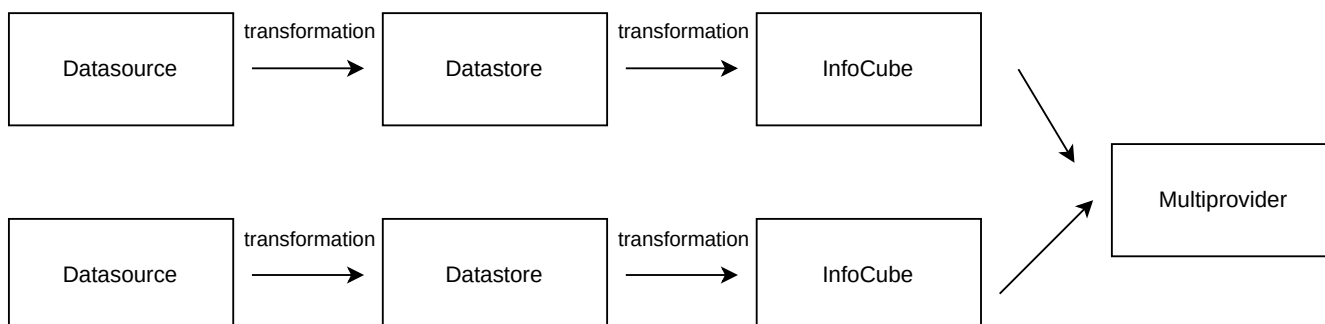 transformation
transformation
Datasource
Datastore
InfoCube
Multiprovider
transformation
transformation
Datasource
Datastore
InfoCube